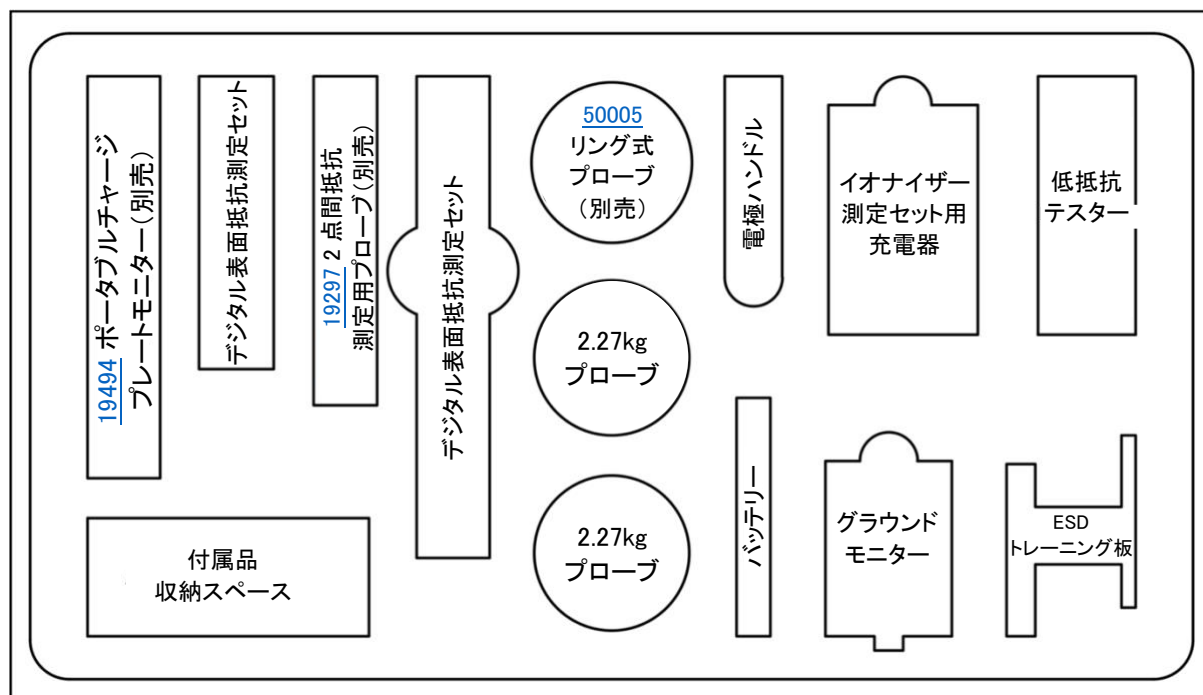 19494 ポータブルチャージ
プレートモニター(別売)
デジタル表面抵抗測定セット
19297 2 点間抵抗
測定用プローブ(別売)
デジタル表面抵抗測定セット
50005
リング式
プローブ
(別売)
2.27kg
プローブ
2.27kg
プローブ
電極ハンドル
バッテリー
イオナイザー
測定セット用
充電器
低抵抗
テスター
グラウンド
モニター
ESD
トレーニング板
付属品
収納スペース